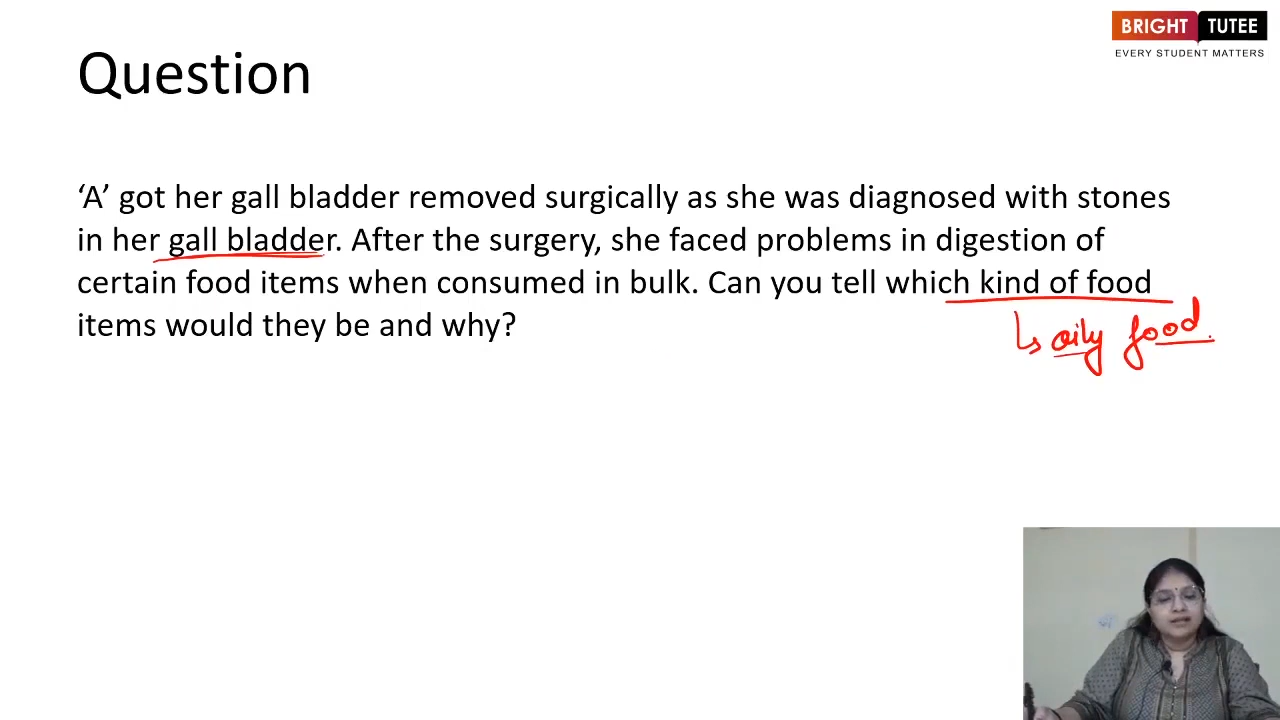 BRIGHT TUTEE
EVERY STUDENT MATTERS
Question
‘A’ got her gall bladder removed surgically as she was diagnosed with stones
in her gall bladder. After the surgery, she faced problems in digestion of
certain food items when consumed in bulk. Can you tell which kind of food
items would they be and why?
↳ oily food.